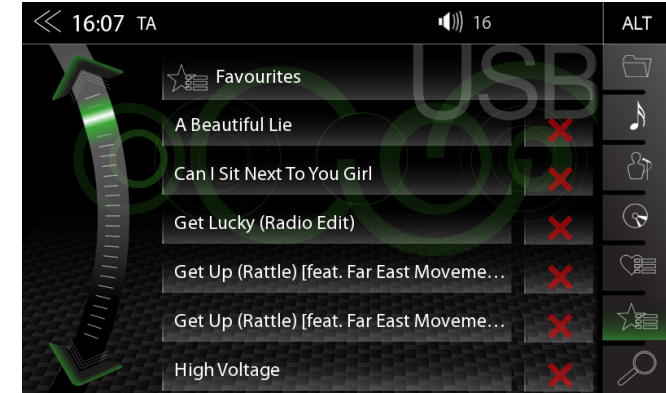 16:07 TA 16 ALT
USB
Favourites
A Beautiful Lie
Can I Sit Next To You Girl
Get Lucky (Radio Edit)
Get Up (Rattle) [feat. Far East Moveme...
Get Up (Rattle) [feat. Far East Moveme...
High Voltage